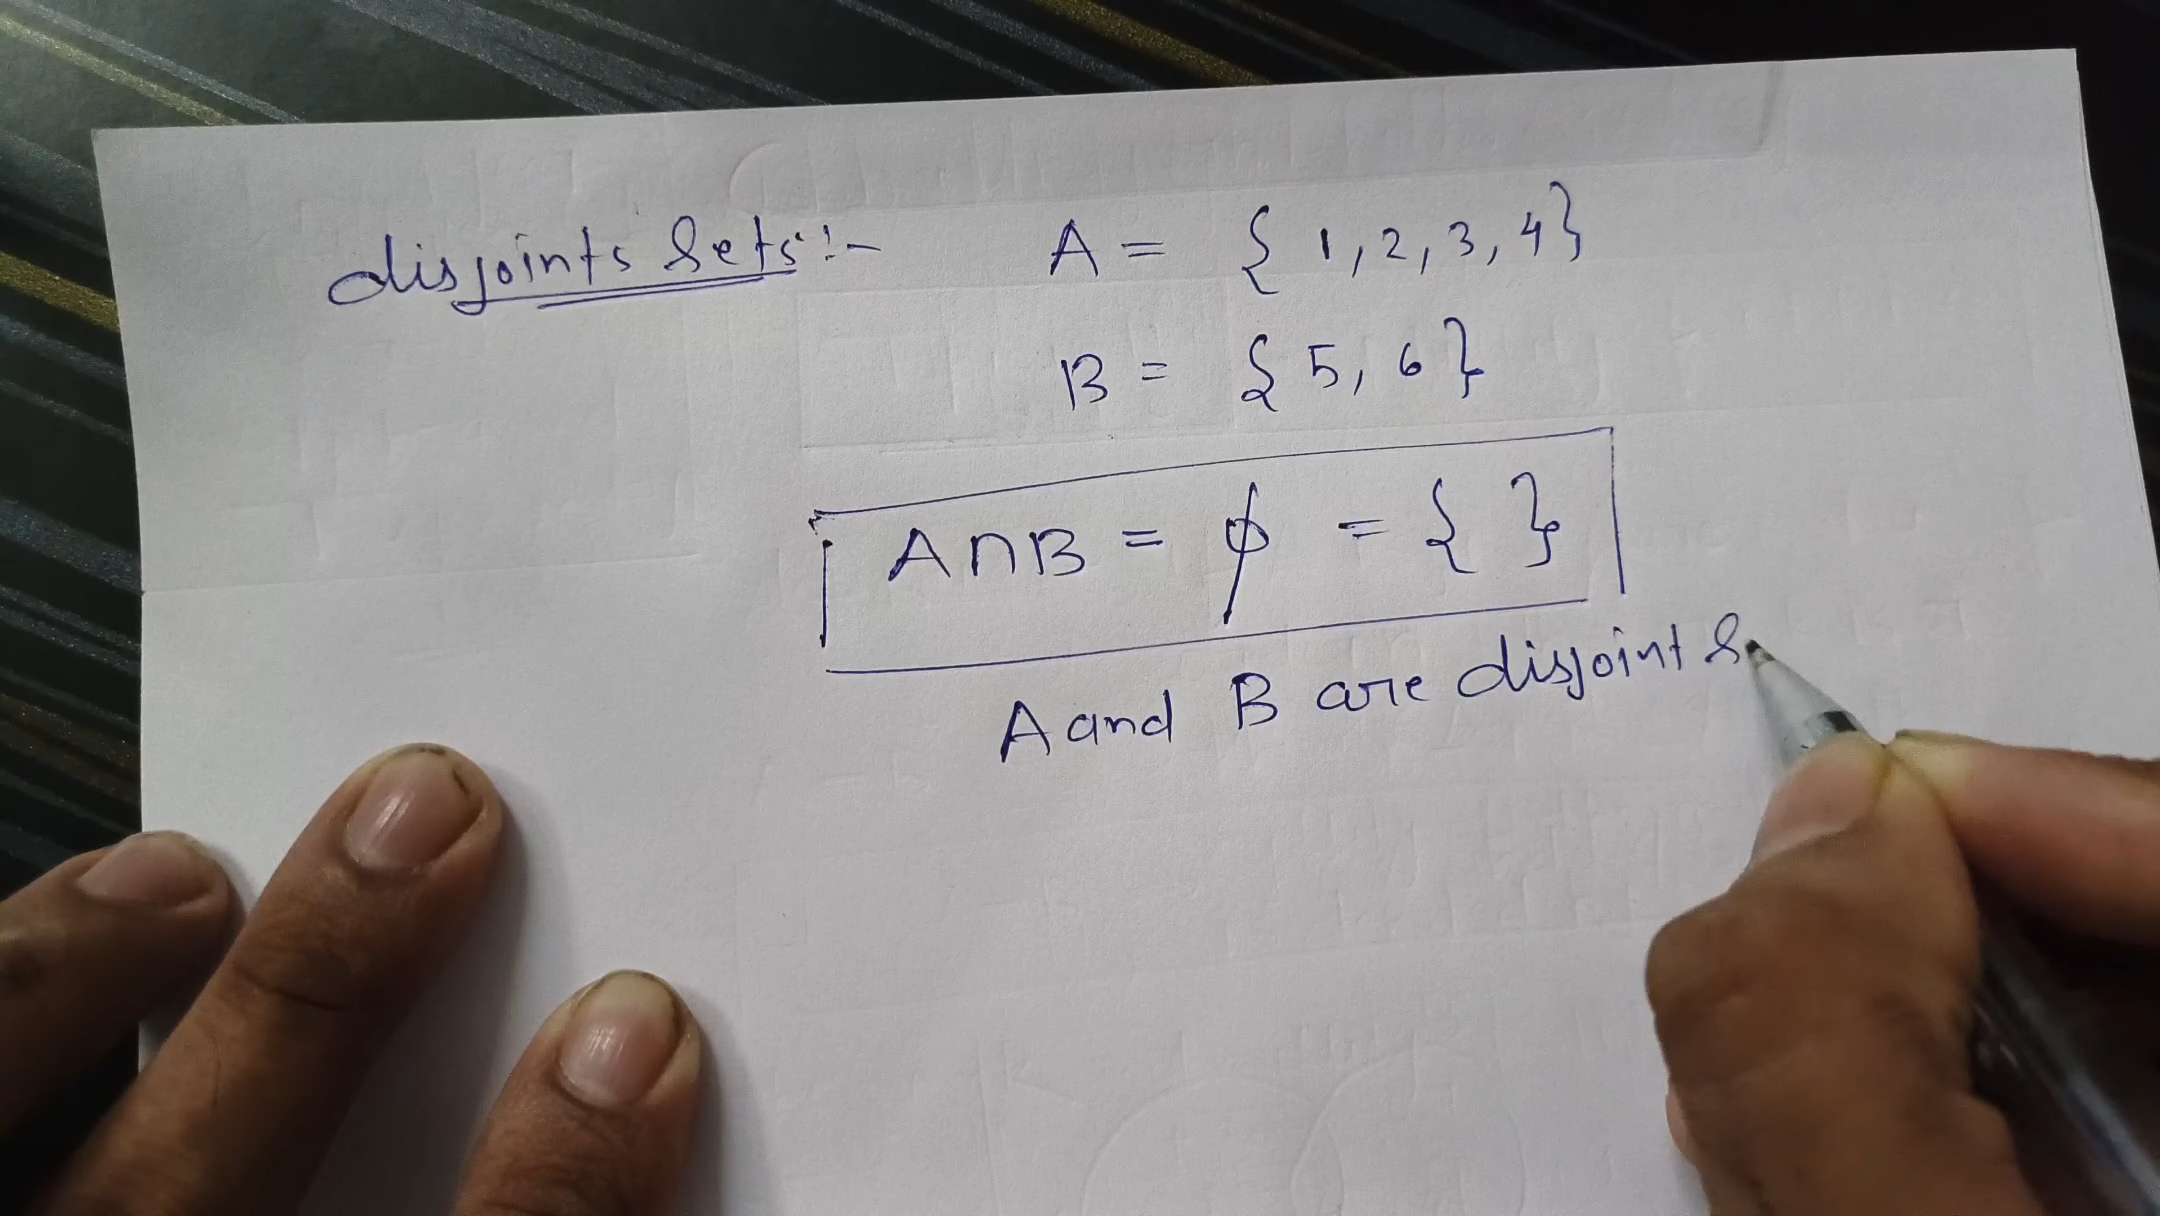 disjoints Sets:-
A = { 1, 2, 3, 4}
B = { 5, 6 }
A∩B = ϕ = { }
A and B are disjoint S